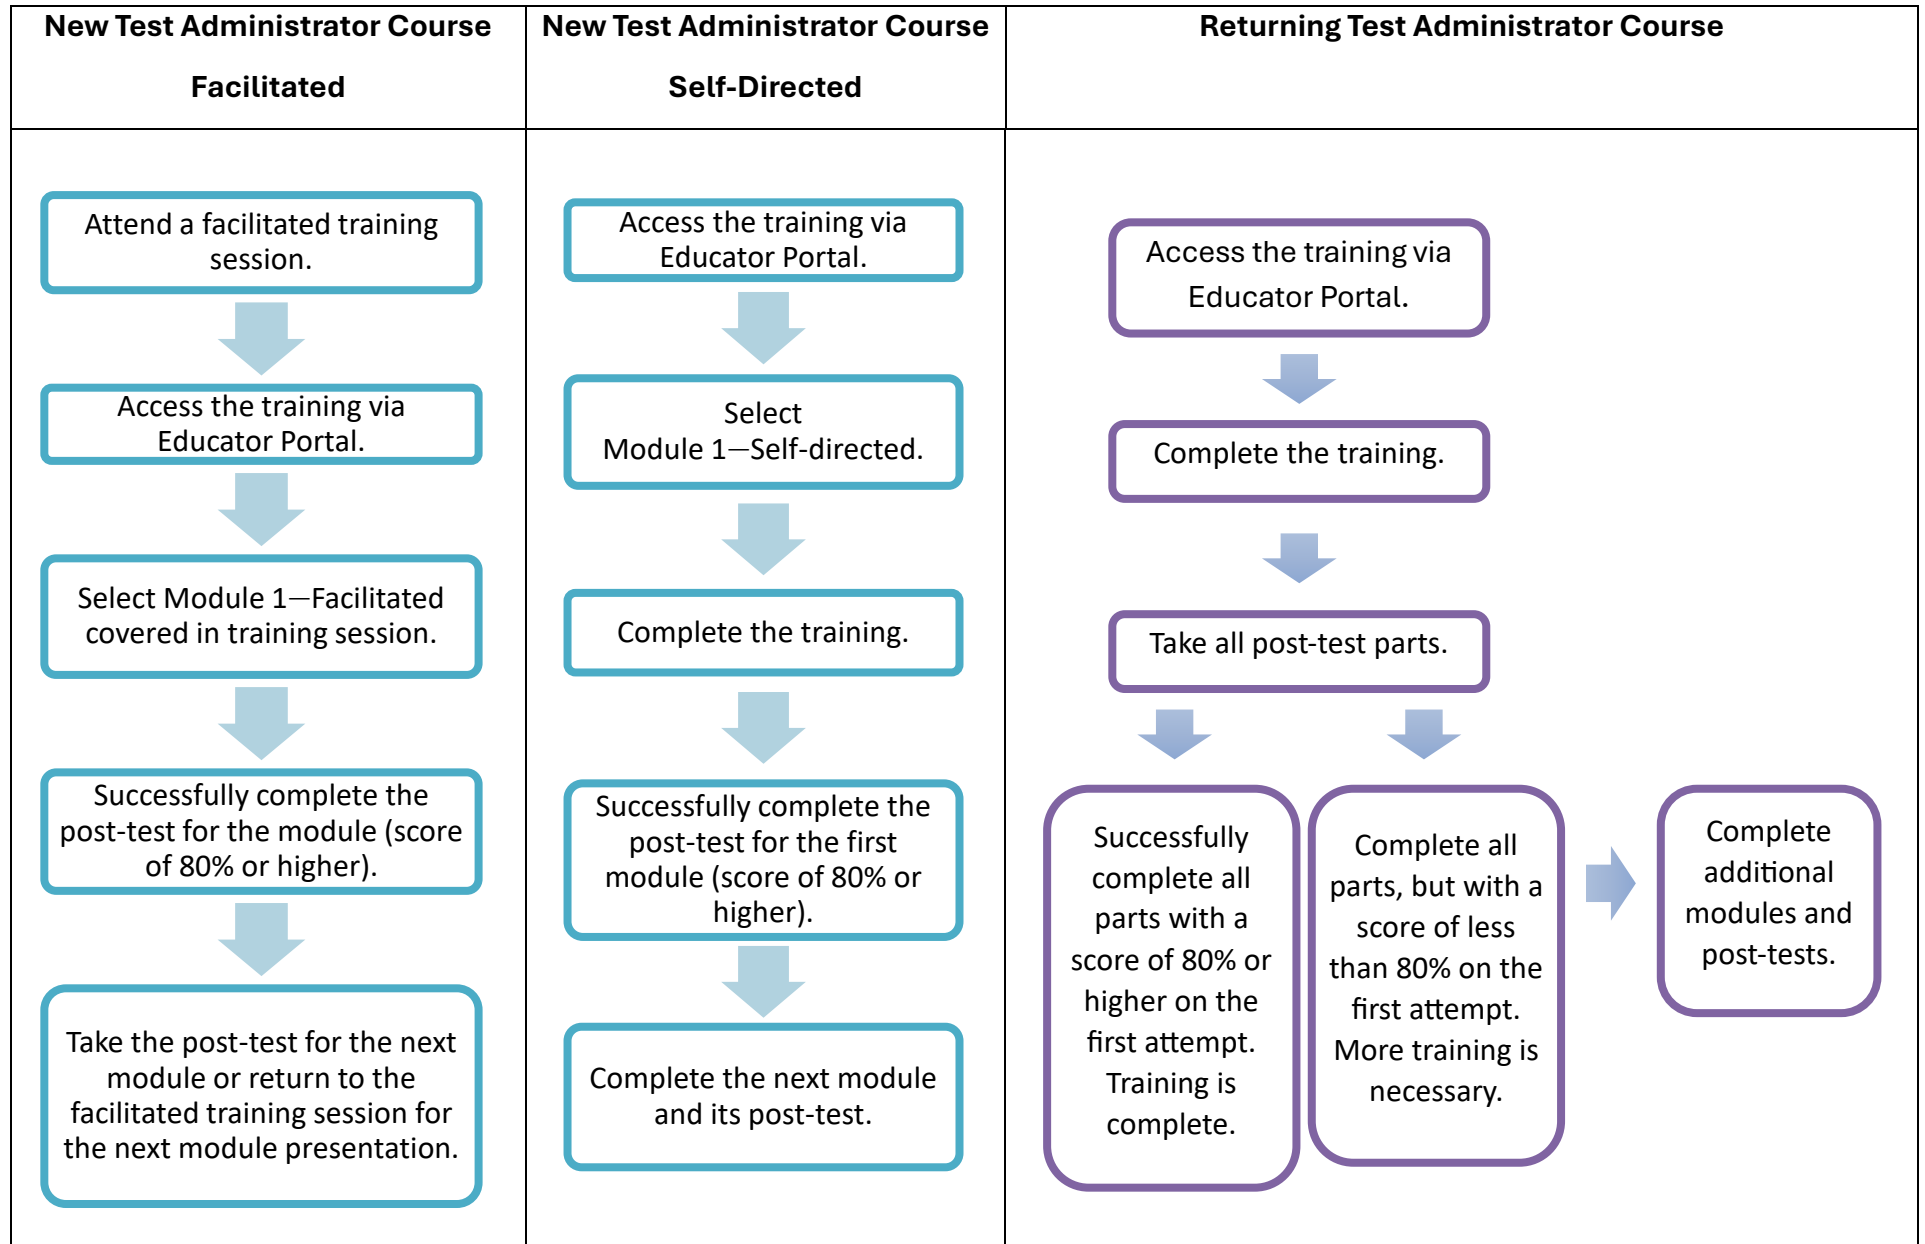 New Test Administrator Course
Facilitated
New Test Administrator Course
Self-Directed
Returning Test Administrator Course
Attend a facilitated training
session.
Access the training via
Educator Portal.
Select Module 1—Facilitated
covered in training session.
Successfully complete the
post-test for the module (score
of 80% or higher).
Take the post-test for the next
module or return to the
facilitated training session for
the next module presentation.
Access the training via
Educator Portal.
Select
Module 1—Self-directed.
Complete the training.
Successfully complete the
post-test for the first
module (score of 80% or
higher).
Complete the next module
and its post-test.
Access the training via
Educator Portal.
Complete the training.
Take all post-test parts.
Successfully
complete all
parts with a
score of 80% or
higher on the
first attempt.
Training is
complete.
Complete all
parts, but with a
score of less
than 80% on the
first attempt.
More training is
necessary.
Complete
additional
modules and
post-tests.